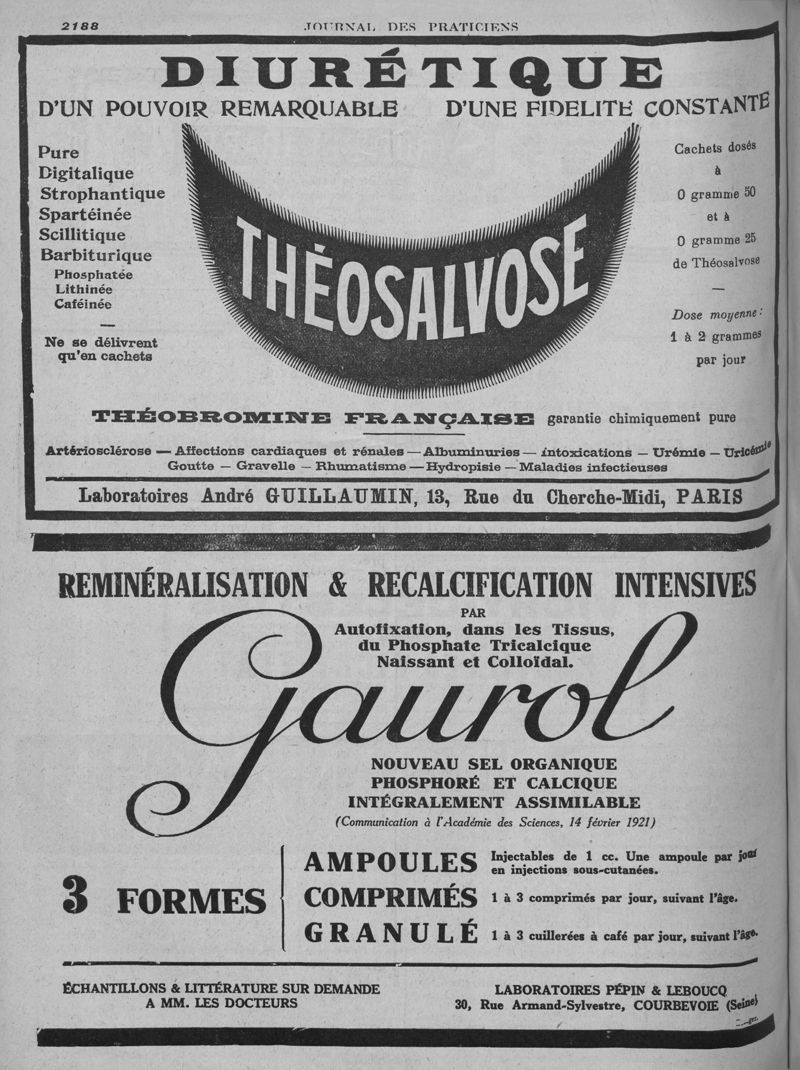 2188
JOURNAL DES PRATICIENS
DIURÉTIQUE
D'UN POUVOIR REMARQUABLE D'UNE FIDELITE CONSTANTE
Pure
Digitalique
Strophantique
Spartéinée
Scillitique
Barbiturique
Phosphatée
Lithinée
Caféinée
—
Ne se délivrent
qu'en cachets
THÉOSALVOSE
Cachets dosés
à
0 gramme 50
et à
0 gramme 25
de Théosalvose
—
Dose moyenne:
1 à 2 grammes
par jour
THÉOBROMINE FRANÇAISE garantie chimiquement pure
Artériosclérose — Affections cardiaques et rénales — Albuminuries — intoxications — Urémie — Uricémie
Goutte — Gravelle — Rhumatisme — Hydropisie — Maladies infectieuses
Laboratoires André GUILLAUMIN, 13, Rue du Cherche-Midi, PARIS
REMINÉRALISATION & RECALCIFICATION INTENSIVES
PAR
Autofixation, dans les Tissus,
du Phosphate Tricalcique
Naissant et Colloïdal.
Gaurol
NOUVEAU SEL ORGANIQUE
PHOSPHORÉ ET CALCIQUE
INTÉGRALEMENT ASSIMILABLE
(Communication à l'Académie des Sciences, 14 février 1921)
3 FORMES
AMPOULES Injectables de 1 cc. Une ampoule par jour
en injections sous-cutanées.
COMPRIMÉS 1 à 3 comprimés par jour, suivant l'âge.
GRANULÉ 1 à 3 cuillerées à café par jour, suivant l'âge.
ÉCHANTILLONS & LITTÉRATURE SUR DEMANDE
A MM. LES DOCTEURS
LABORATOIRES PÉPIN & LEBOUCQ
30, Rue Armand-Sylvestre, COURBEVOIE (Seine)